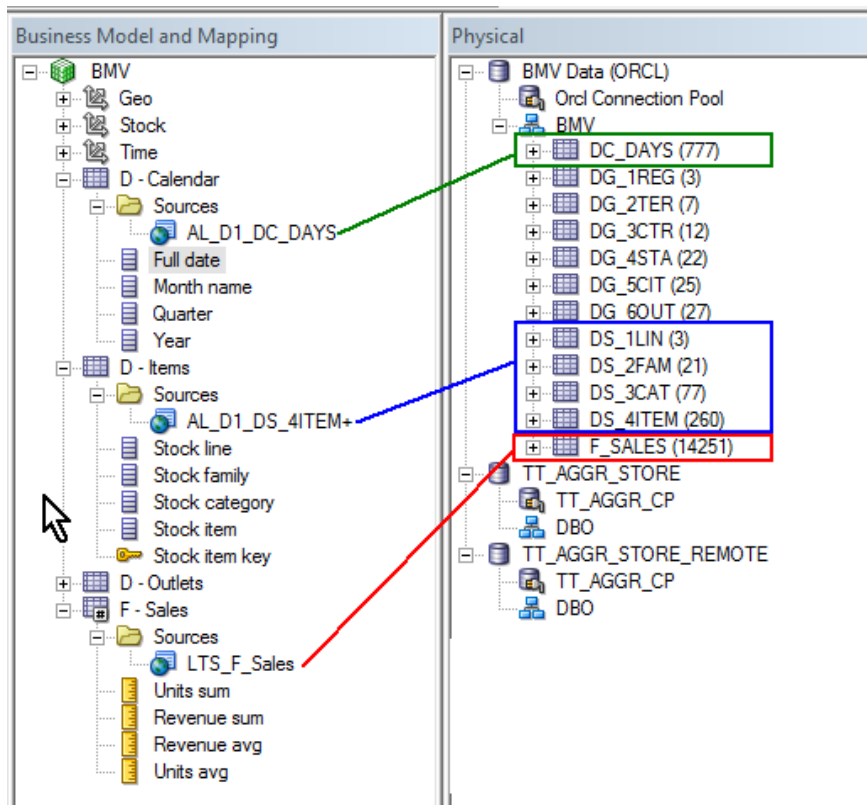 Business Model and Mapping
BMV
Geo
Stock
Time
D - Calendar
Sources
AL_D1_DC_DAYS
Full date
Month name
Quarter
Year
D - Items
Sources
AL_D1_DS_4ITEM+
Stock line
Stock family
Stock category
Stock item
Stock item key
D - Outlets
F - Sales
Sources
LTS_F_Sales
Units sum
Revenue sum
Revenue avg
Units avg
Physical
BMV Data (ORCL)
Orcl Connection Pool
BMV
DC_DAYS (777)
DG_1REG (3)
DG_2TER (7)
DG_3CTR (12)
DG_4STA (22)
DG_5CIT (25)
DG_6OUT (27)
DS_1LIN (3)
DS_2FAM (21)
DS_3CAT (77)
DS_4ITEM (260)
F_SALES (14251)
TT_AGGR_STORE
TT_AGGR_CP
DBO
TT_AGGR_STORE_REMOTE
TT_AGGR_CP
DBO